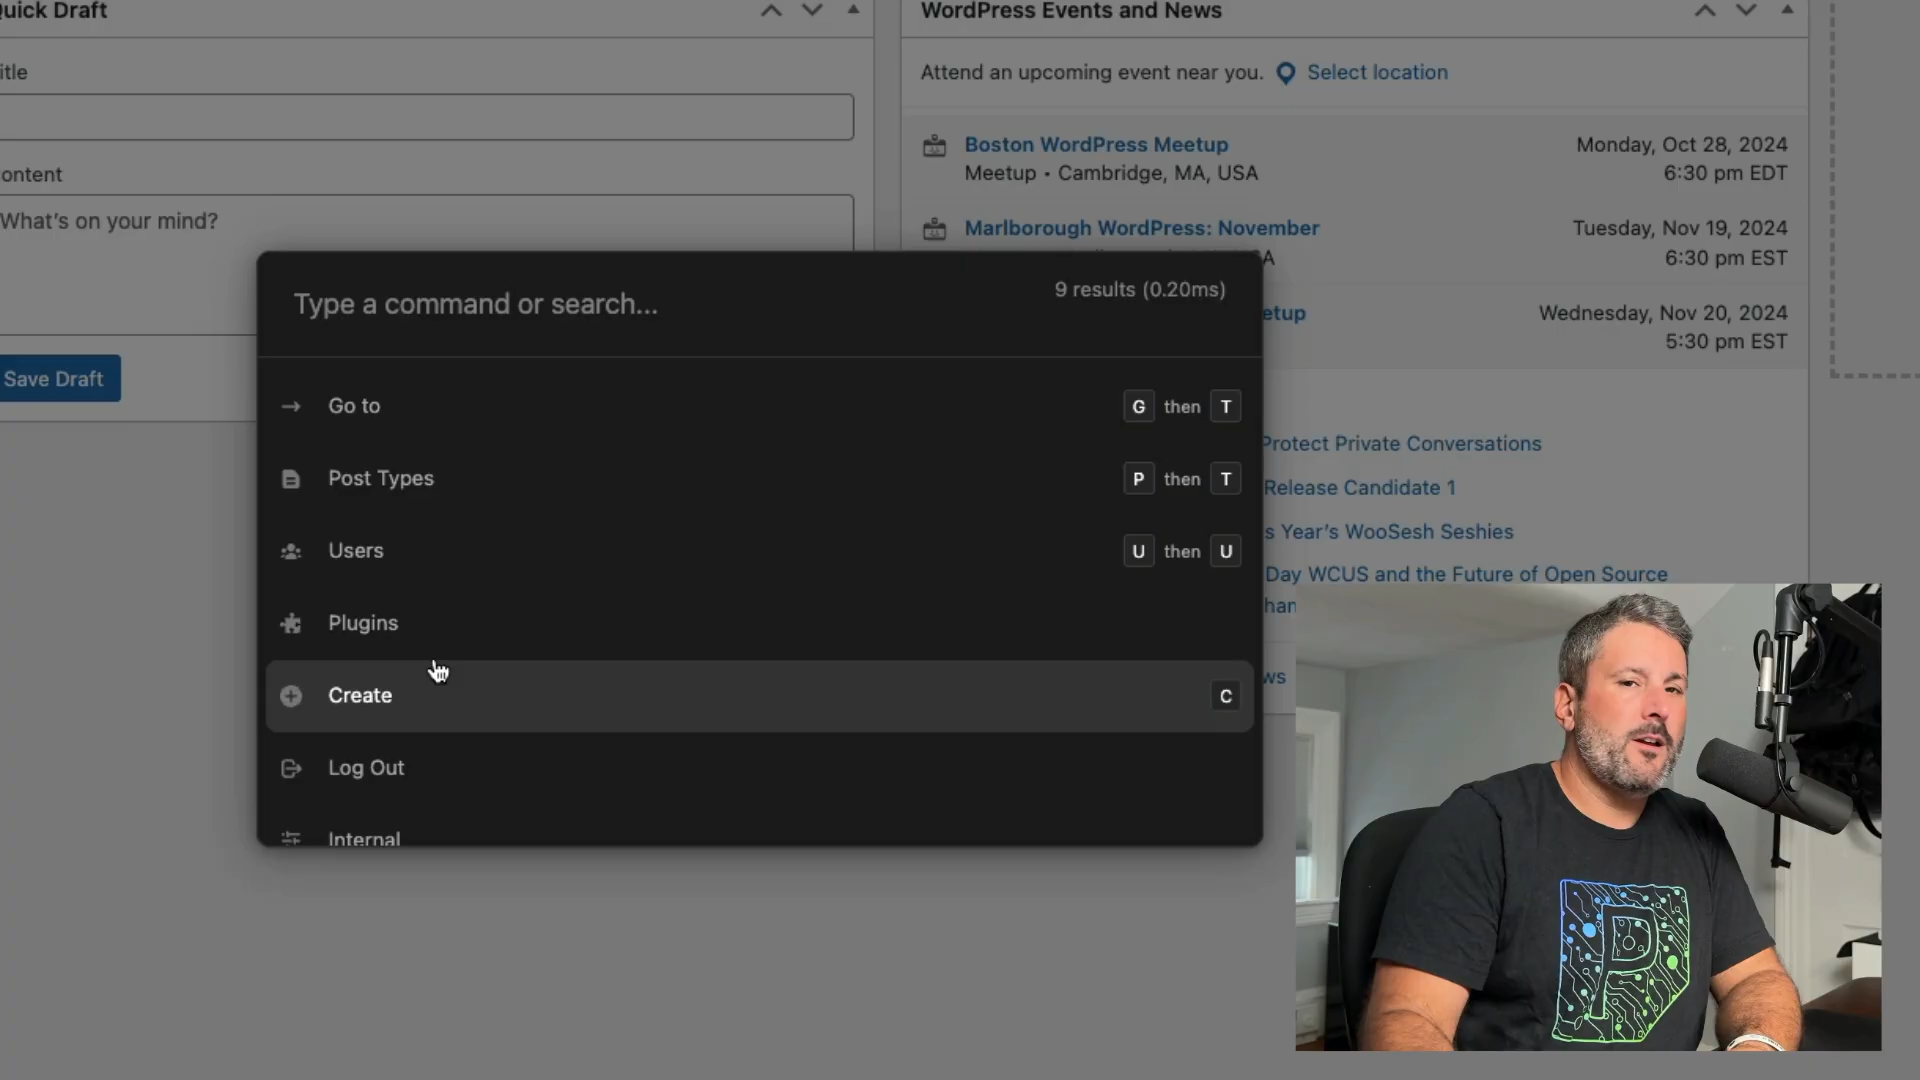 Quick Draft
WordPress Events and News
itle
Attend an upcoming event near you. Select location
Boston WordPress Meetup
Monday, Oct 28, 2024
Meetup • Cambridge, MA, USA
6:30 pm EDT
ontent
What's on your mind?
Marlborough WordPress: November
Tuesday, Nov 19, 2024
A
6:30 pm EST
etup
Wednesday, Nov 20, 2024
5:30 pm EST
Save Draft
Type a command or search...
9 results (0.20ms)
Go to
G then T
Post Types
P then T
Users
U then U
Plugins
Create
C
Log Out
Internal
Protect Private Conversations
Release Candidate 1
s Year's WooSesh Seshies
Day WCUS and the Future of Open Source
han
ws
P